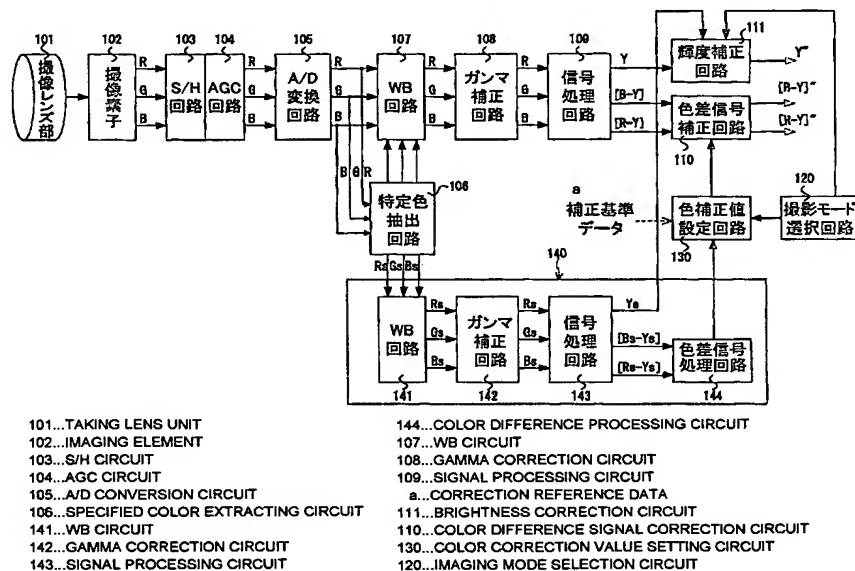 101
撮像レンズ部
102
撮像素子
103
S/H
回路
104
AGC
回路
105
A/D
変換
回路
107
WB
回路
108
ガンマ
補正
回路
109
信号
処理
回路
111
輝度補正
回路
R R R R R
G G G G G
B B B B B
Y
[B-Y]
[R-Y]
Y"
[B-Y]"
[R-Y]"
色差信号
補正回路
110
B G R
106
特定色
抽出
回路
a
補正基準
データ
色補正値
設定回路
130
120
撮影モード
選択回路
140
Rs Gs Bs
WB
回路
141
Rs
Gs
Bs
ガンマ
補正
回路
142
Rs
Gs
Bs
信号
処理
回路
143
Ys
[Bs-Ys]
[Rs-Ys]
色差信号
処理回路
144
101...TAKING LENS UNIT
102...IMAGING ELEMENT
103...S/H CIRCUIT
104...AGC CIRCUIT
105...A/D CONVERSION CIRCUIT
106...SPECIFIED COLOR EXTRACTING CIRCUIT
141...WB CIRCUIT
142...GAMMA CORRECTION CIRCUIT
143...SIGNAL PROCESSING CIRCUIT
144...COLOR DIFFERENCE PROCESSING CIRCUIT
107...WB CIRCUIT
108...GAMMA CORRECTION CIRCUIT
109...SIGNAL PROCESSING CIRCUIT
a...CORRECTION REFERENCE DATA
111...BRIGHTNESS CORRECTION CIRCUIT
110...COLOR DIFFERENCE SIGNAL CORRECTION CIRCUIT
130...COLOR CORRECTION VALUE SETTING CIRCUIT
120...IMAGING MODE SELECTION CIRCUIT